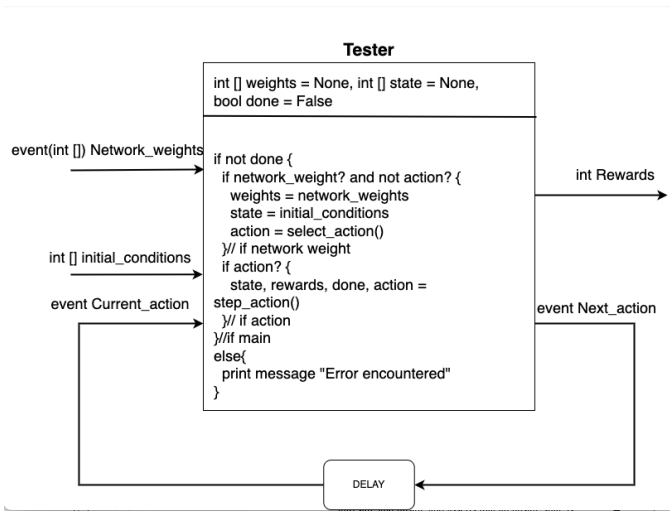 Tester
int [] weights = None, int [] state = None,
bool done = False
event(int []) Network_weights
if not done {
if network_weight? and not action? {
weights = network_weights
state = initial_conditions
action = select_action()
}// if network weight
if action? {
state, rewards, done, action =
step_action()
}// if action
}//if main
else{
print message "Error encountered"
}
int [] initial_conditions
event Current_action
int Rewards
event Next_action
DELAY